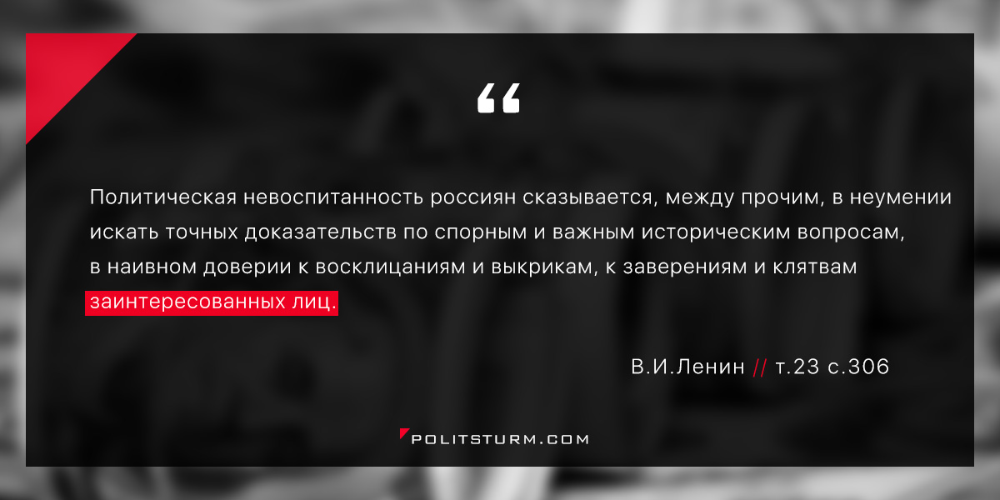 “
Политическая невоспитанность россиян сказывается, между прочим, в неумении
искать точных доказательств по спорным и важным историческим вопросам,
в наивном доверии к восклицаниям и выкрикам, к заверениям и клятвам
заинтересованных лиц.
В.И.Ленин // т.23 с.306
POLITSTURM.COM